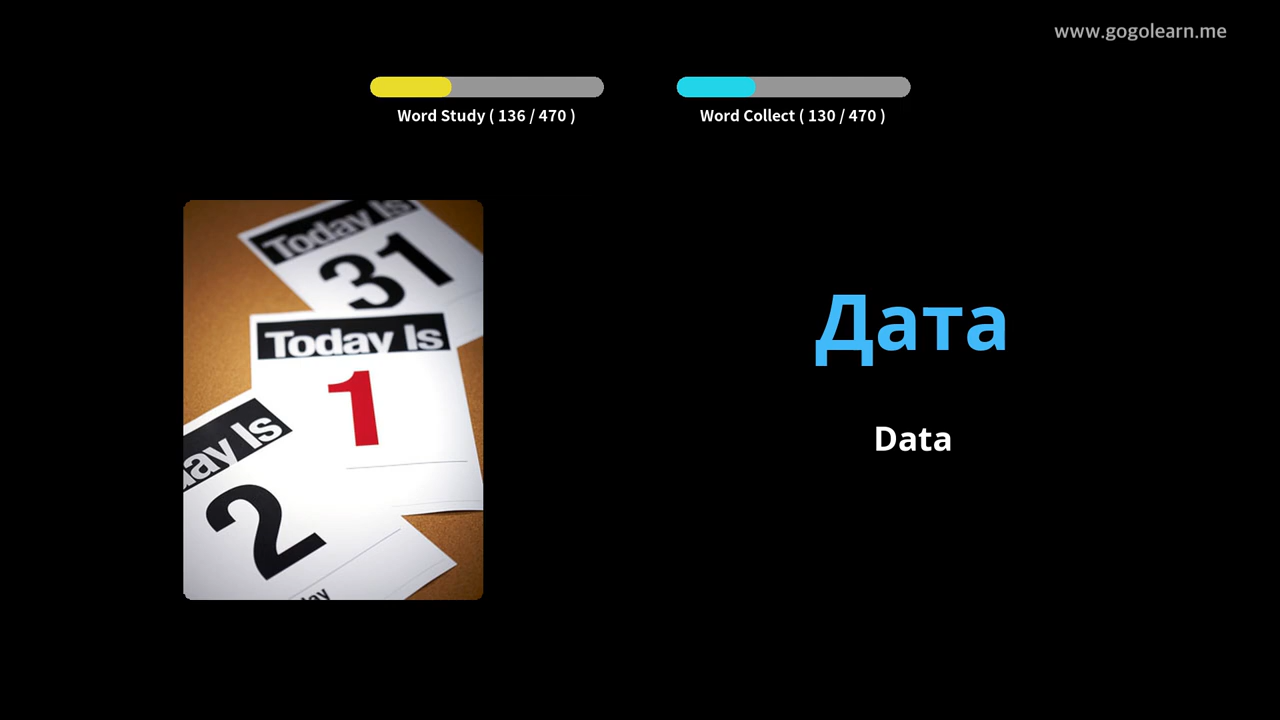 www.gogolearn.me
Word Study ( 136 / 470 )
Word Collect ( 130 / 470 )
Today Is
31
Today Is
1
ay Is
2
Дата
Data